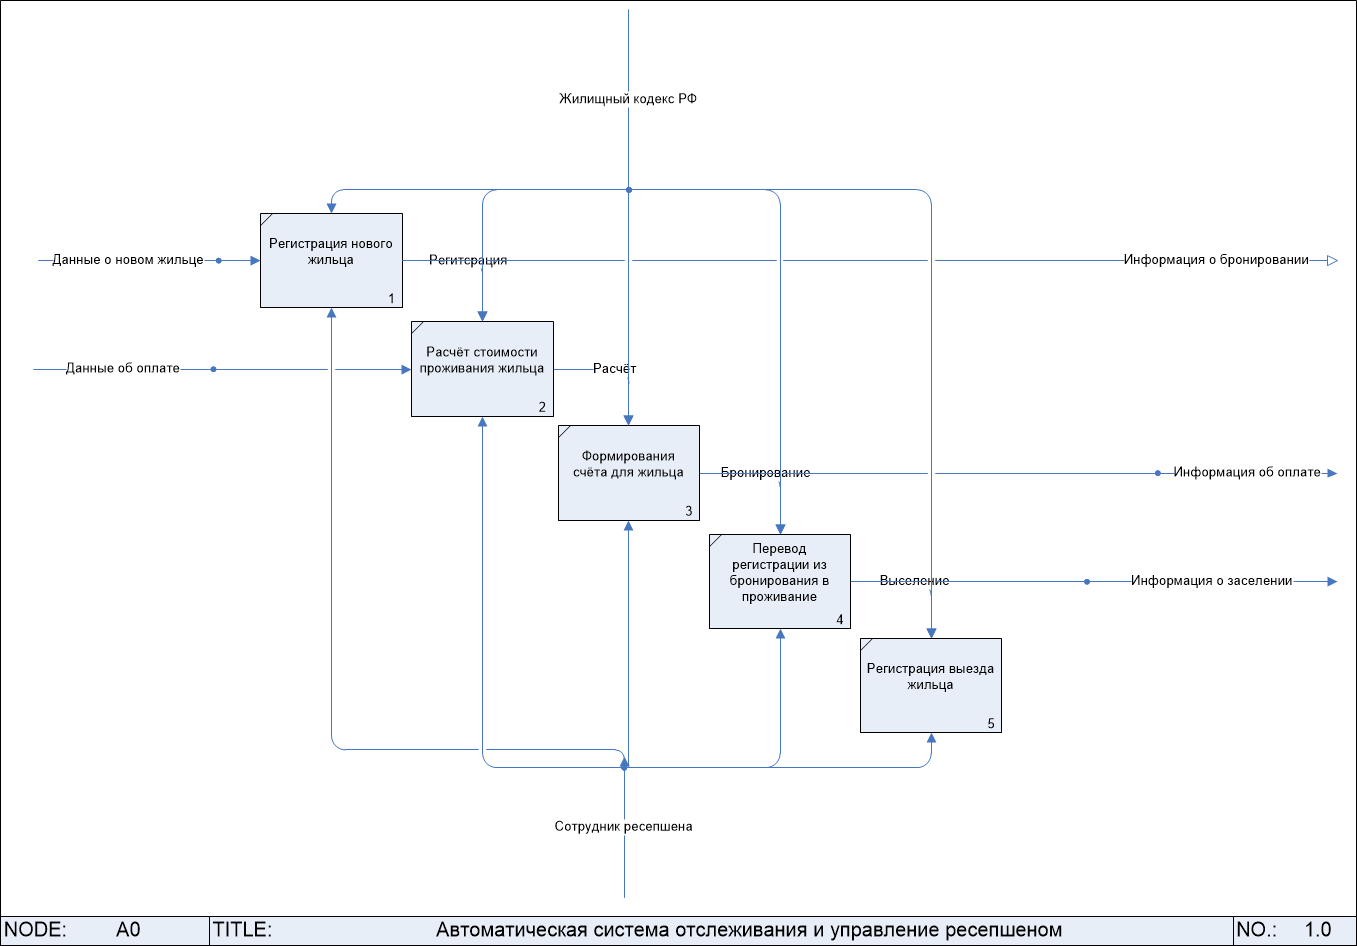 Жилищный кодекс РФ
Регистрация нового
жильца
1
Данные о новом жильце
Регитсрация
Информация о бронировании
Расчёт стоимости
проживания жильца
2
Данные об оплате
Расчёт
Формирования
счёта для жильца
3
Бронирование
Информация об оплате
Перевод
регистрации из
бронирования в
проживание
4
Выселение
Информация о заселении
Регистрация выезда
жильца
5
Сотрудник ресепшена
NODE: A0 TITLE: Автоматическая система отслеживания и управление ресепшеном NO.: 1.0